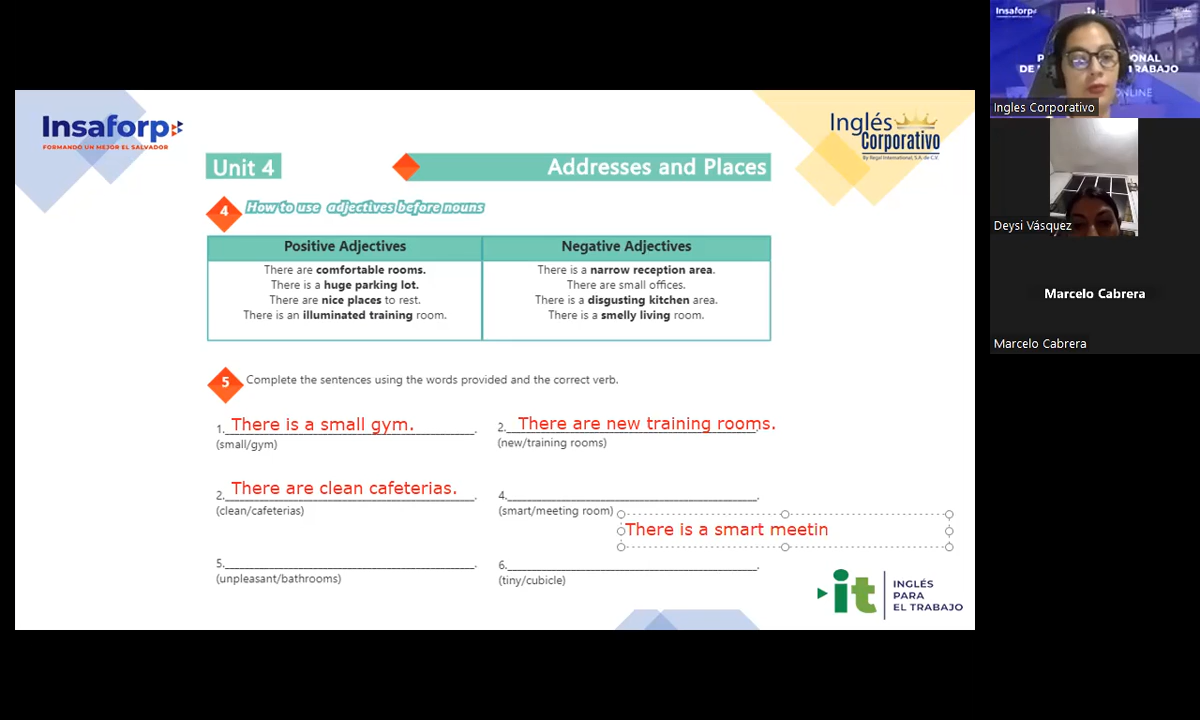 Insaforp
FORMANDO UN MEJOR EL SALVADOR
Inglés
Corporativo
By Regal International, S.A. de C.V.
Unit 4
Addresses and Places
4
How to use adjectives before nouns
Positive Adjectives
There are comfortable rooms.
There is a huge parking lot.
There are nice places to rest.
There is an illuminated training room.
Negative Adjectives
There is a narrow reception area.
There are small offices.
There is a disgusting kitchen area.
There is a smelly living room.
5
Complete the sentences using the words provided and the correct verb.
1. There is a small gym. .
(small/gym)
2. There are new training rooms. .
(new/training rooms)
2. There are clean cafeterias. .
(clean/cafeterias)
4. .
(smart/meeting room)
There is a smart meetin
5. .
(unpleasant/bathrooms)
6. .
(tiny/cubicle)
it
INGLÉS
PARA
EL TRABAJO
Insaforp
it
ONAL
DE
RABAJO
ONLINE
Ingles Corporativo
Deysi Vásquez
Marcelo Cabrera
Marcelo Cabrera